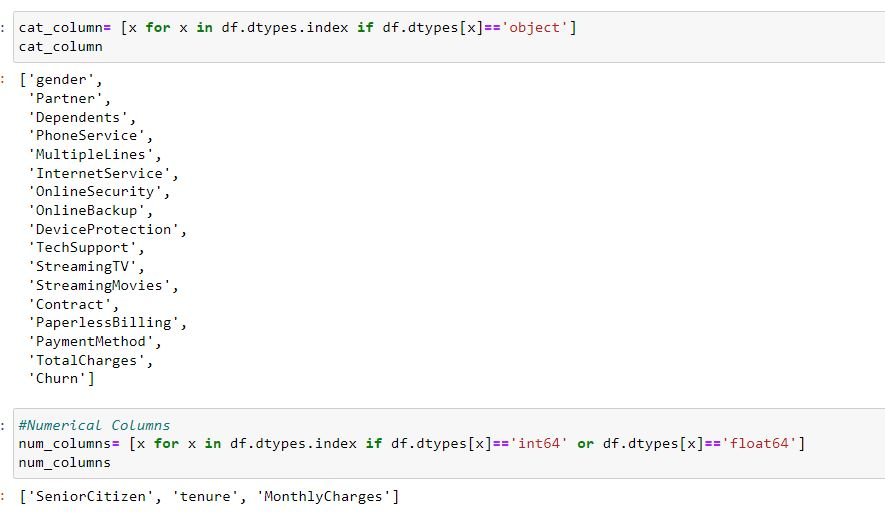 : cat_column= [x for x in df.dtypes.index if df.dtypes[x]=='object']
cat_column
: ['gender',
'Partner',
'Dependents',
'PhoneService',
'MultipleLines',
'InternetService',
'OnlineSecurity',
'OnlineBackup',
'DeviceProtection',
'TechSupport',
'StreamingTV',
'StreamingMovies',
'Contract',
'PaperlessBilling',
'PaymentMethod',
'TotalCharges',
'Churn']
: #Numerical Columns
num_columns= [x for x in df.dtypes.index if df.dtypes[x]=='int64' or df.dtypes[x]=='float64']
num_columns
: ['SeniorCitizen', 'tenure', 'MonthlyCharges']